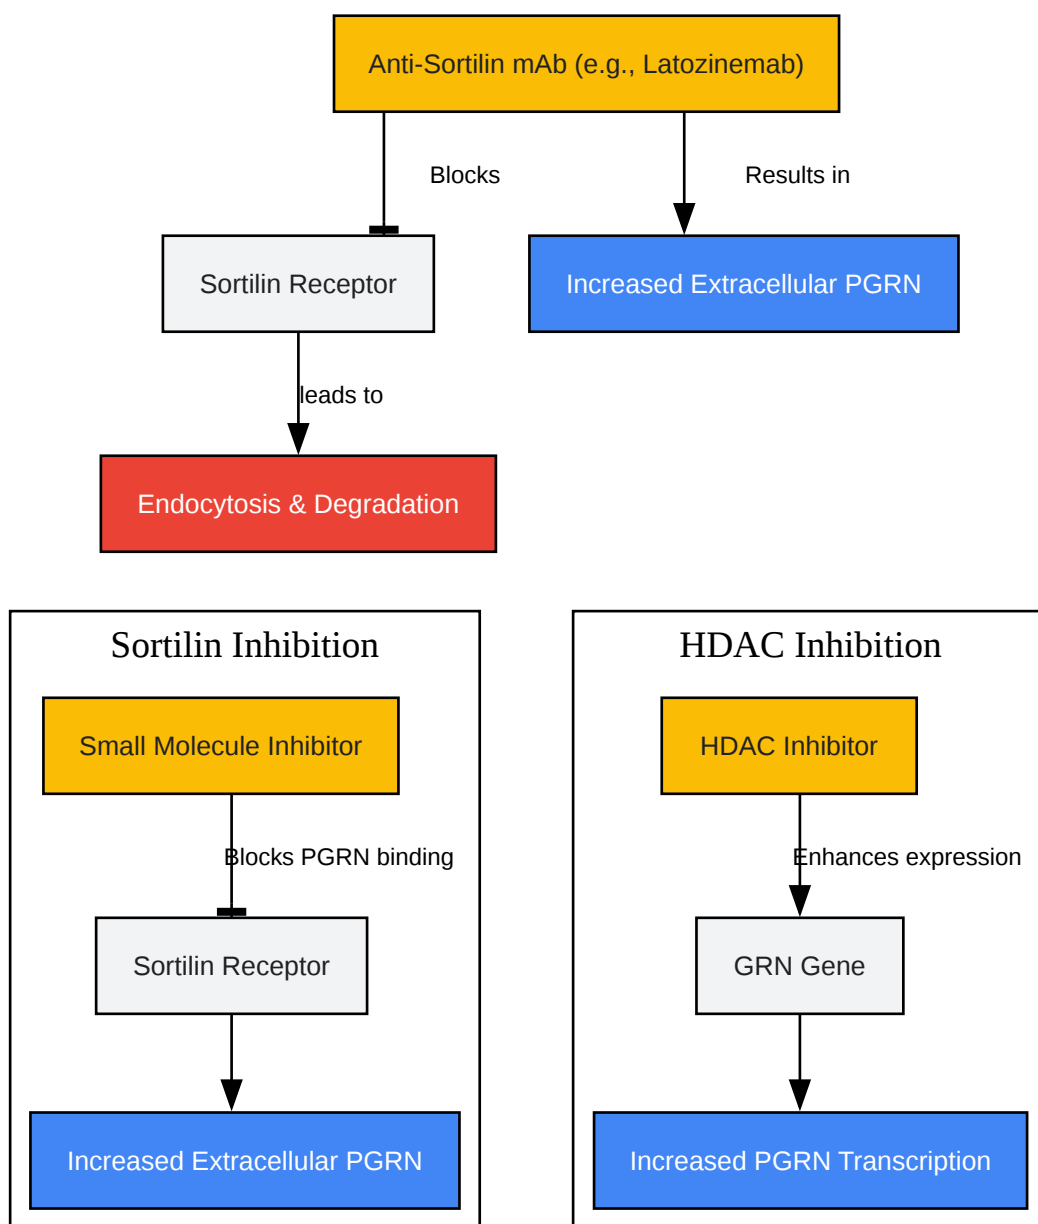 Anti-Sortilin mAb (e.g., Latozinemab)
Blocks
Results in
Sortilin Receptor
Increased Extracellular PGRN
leads to
Endocytosis & Degradation
Sortilin Inhibition
Small Molecule Inhibitor
Blocks PGRN binding
Sortilin Receptor
Increased Extracellular PGRN
HDAC Inhibition
HDAC Inhibitor
Enhances expression
GRN Gene
Increased PGRN Transcription